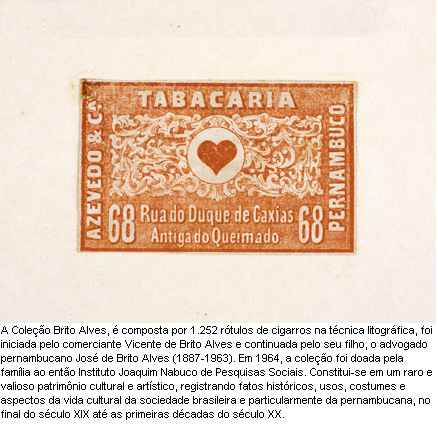 TABACARIA
AZEVEDO & Cª
PERNAMBUCO
68 Rua do Duque de Caxias 68
Antiga do Queimado
A Coleção Brito Alves, é composta por 1.252 rótulos de cigarros na técnica litográfica, foi
iniciada pelo comerciante Vicente de Brito Alves e continuada pelo seu filho, o advogado
pernambucano José de Brito Alves (1887-1963). Em 1964, a coleção foi doada pela
família ao então Instituto Joaquim Nabuco de Pesquisas Sociais. Constitui-se em um raro e
valioso patrimônio cultural e artístico, registrando fatos históricos, usos, costumes e
aspectos da vida cultural da sociedade brasileira e particularmente da pernambucana, no
final do século XIX até as primeiras décadas do século XX.